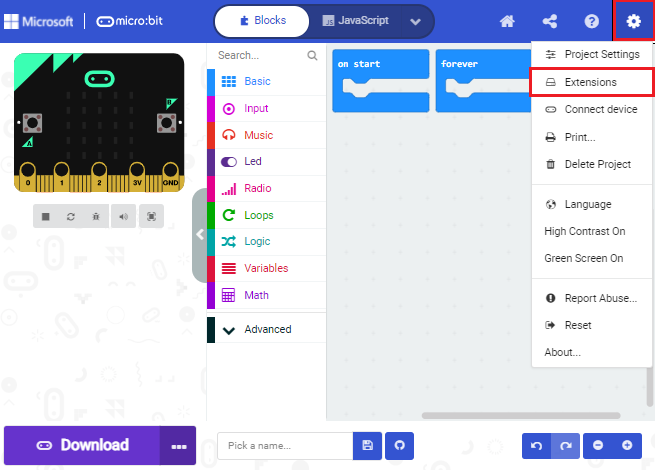 Microsoft
micro:bit
Blocks
JavaScript
B
A
0
1
2
3V
GND
Search...
Basic
Input
Music
Led
Radio
Loops
Logic
Variables
Math
Advanced
on start
forever
Project Settings
Extensions
Connect device
Print...
Delete Project
Language
High Contrast On
Green Screen On
Report Abuse...
Reset
About...
Download
Pick a name...